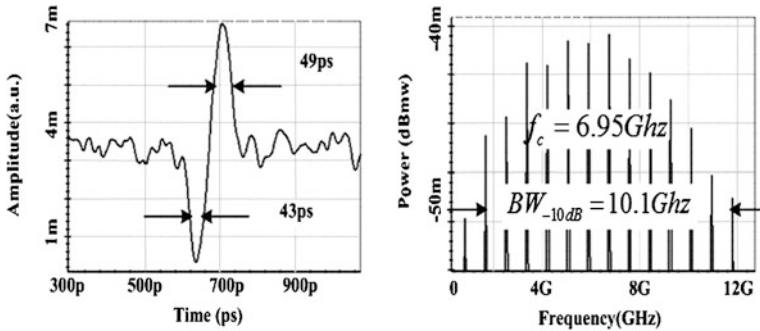 7m
4m
1m
Amplitude(a.u.)
49ps
43ps
300p 500p 700p 900p
Time (ps)
-40m
-50m
Power (dBmw)
f_c = 6.95Ghz
BW_{-10dB} = 10.1Ghz
0 4G 8G 12G
Frequency(GHz)